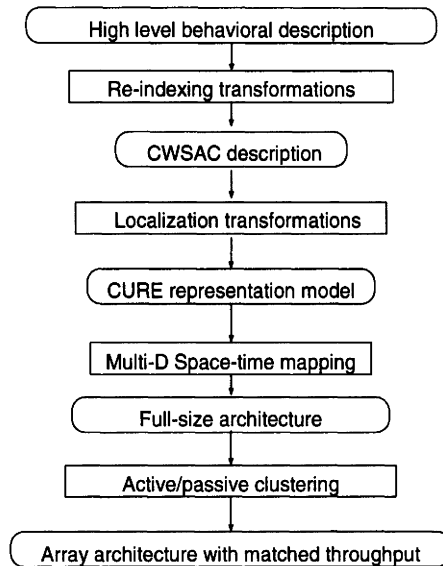 High level behavioral description
Re-indexing transformations
CWSAC description
Localization transformations
CURE representation model
Multi-D Space-time mapping
Full-size architecture
Active/passive clustering
Array architecture with matched throughput